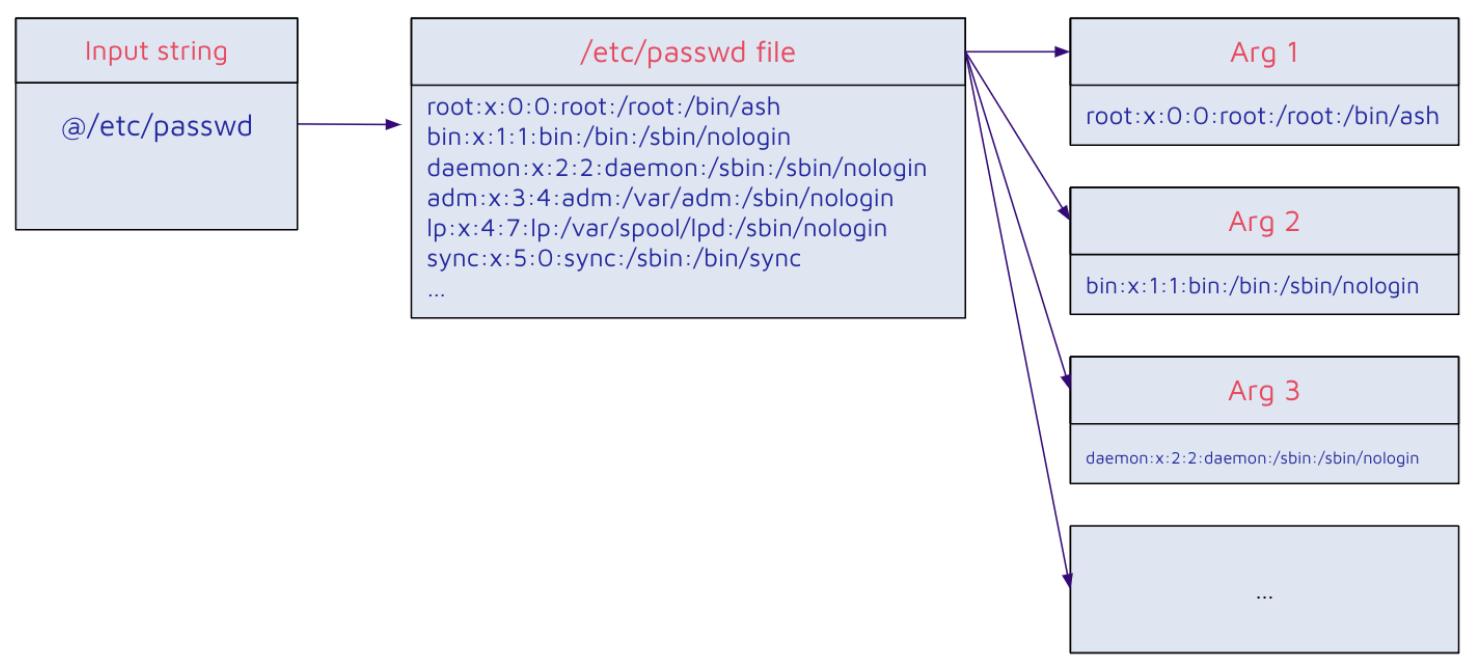 Input string
@/etc/passwd
/etc/passwd file
root:x:0:0:root:/root:/bin/ash
bin:x:1:1:bin:/bin:/sbin/nologin
daemon:x:2:2:daemon:/sbin:/sbin/nologin
adm:x:3:4:adm:/var/adm:/sbin/nologin
lp:x:4:7:lp:/var/spool/lpd:/sbin/nologin
sync:x:5:0:sync:/sbin:/bin/sync
...
Arg 1
root:x:0:0:root:/root:/bin/ash
Arg 2
bin:x:1:1:bin:/bin:/sbin/nologin
Arg 3
daemon:x:2:2:daemon:/sbin:/sbin/nologin
...